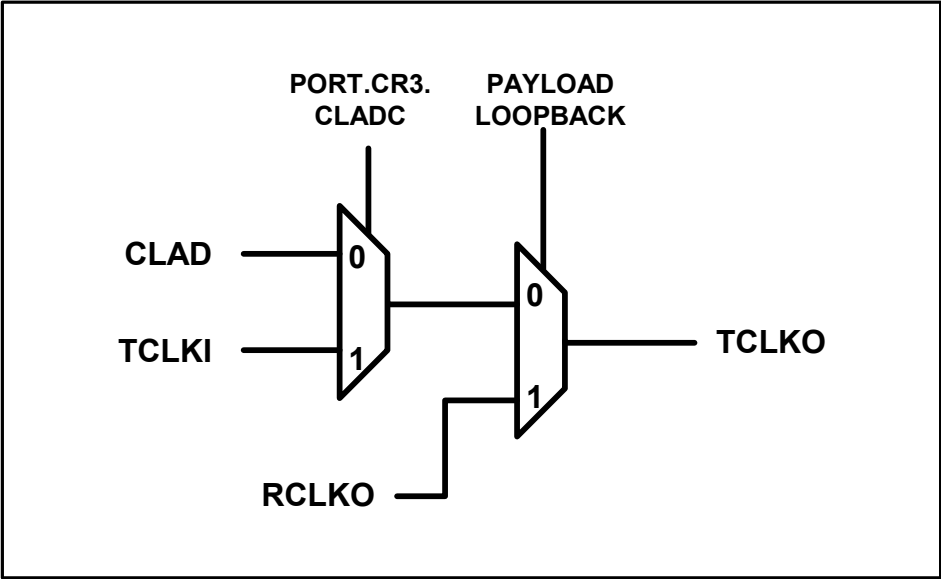 PORT.CR3.
CLADC
PAYLOAD
LOOPBACK
CLAD
0
TCLKI
1
0
1
TCLKO
RCLKO